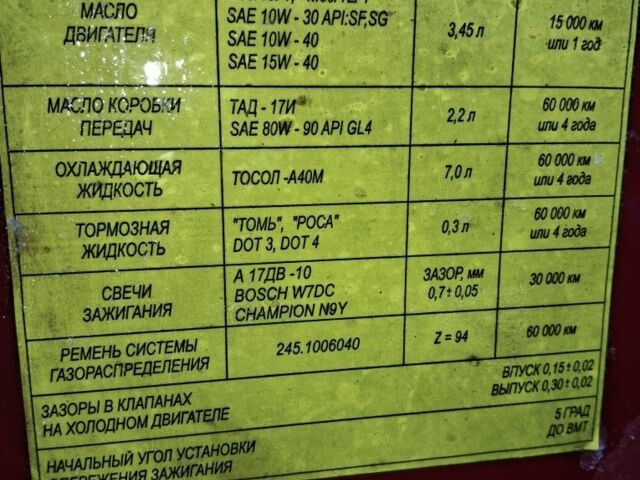 МАСЛО
ДВИГАТЕЛЯ
SAE 10W - 30 API:SF,SG
SAE 10W - 40
SAE 15W - 40
3,45 л
15 000 км
или 1 год
МАСЛО КОРОБКИ
ПЕРЕДАЧ
ТАД - 17И
SAE 80W - 90 API GL4
2,2 л
60 000 км
или 4 года
ОХЛАЖДАЮЩАЯ
ЖИДКОСТЬ
ТОСОЛ -А40М
7,0 л
60 000 км
или 4 года
ТОРМОЗНАЯ
ЖИДКОСТЬ
"ТОМЬ", "РОСА"
DOT 3, DOT 4
0,3 л
60 000 км
или 4 года
СВЕЧИ
ЗАЖИГАНИЯ
А 17ДВ -10
BOSCH W7DC
CHAMPION N9Y
ЗАЗОР, мм
0,7± 0,05
30 000 км
РЕМЕНЬ СИСТЕМЫ
ГАЗОРАСПРЕДЕЛЕНИЯ
245.1006040
Z = 94
60 000 км
ЗАЗОРЫ В КЛАПАНАХ
НА ХОЛОДНОМ ДВИГАТЕЛЕ
ВПУСК 0,15± 0,02
ВЫПУСК 0,30± 0,02
НАЧАЛЬНЫЙ УГОЛ УСТАНОВКИ
ОПЕРЕЖЕНИЯ ЗАЖИГАНИЯ
5 ГРАД
ДО ВМТ